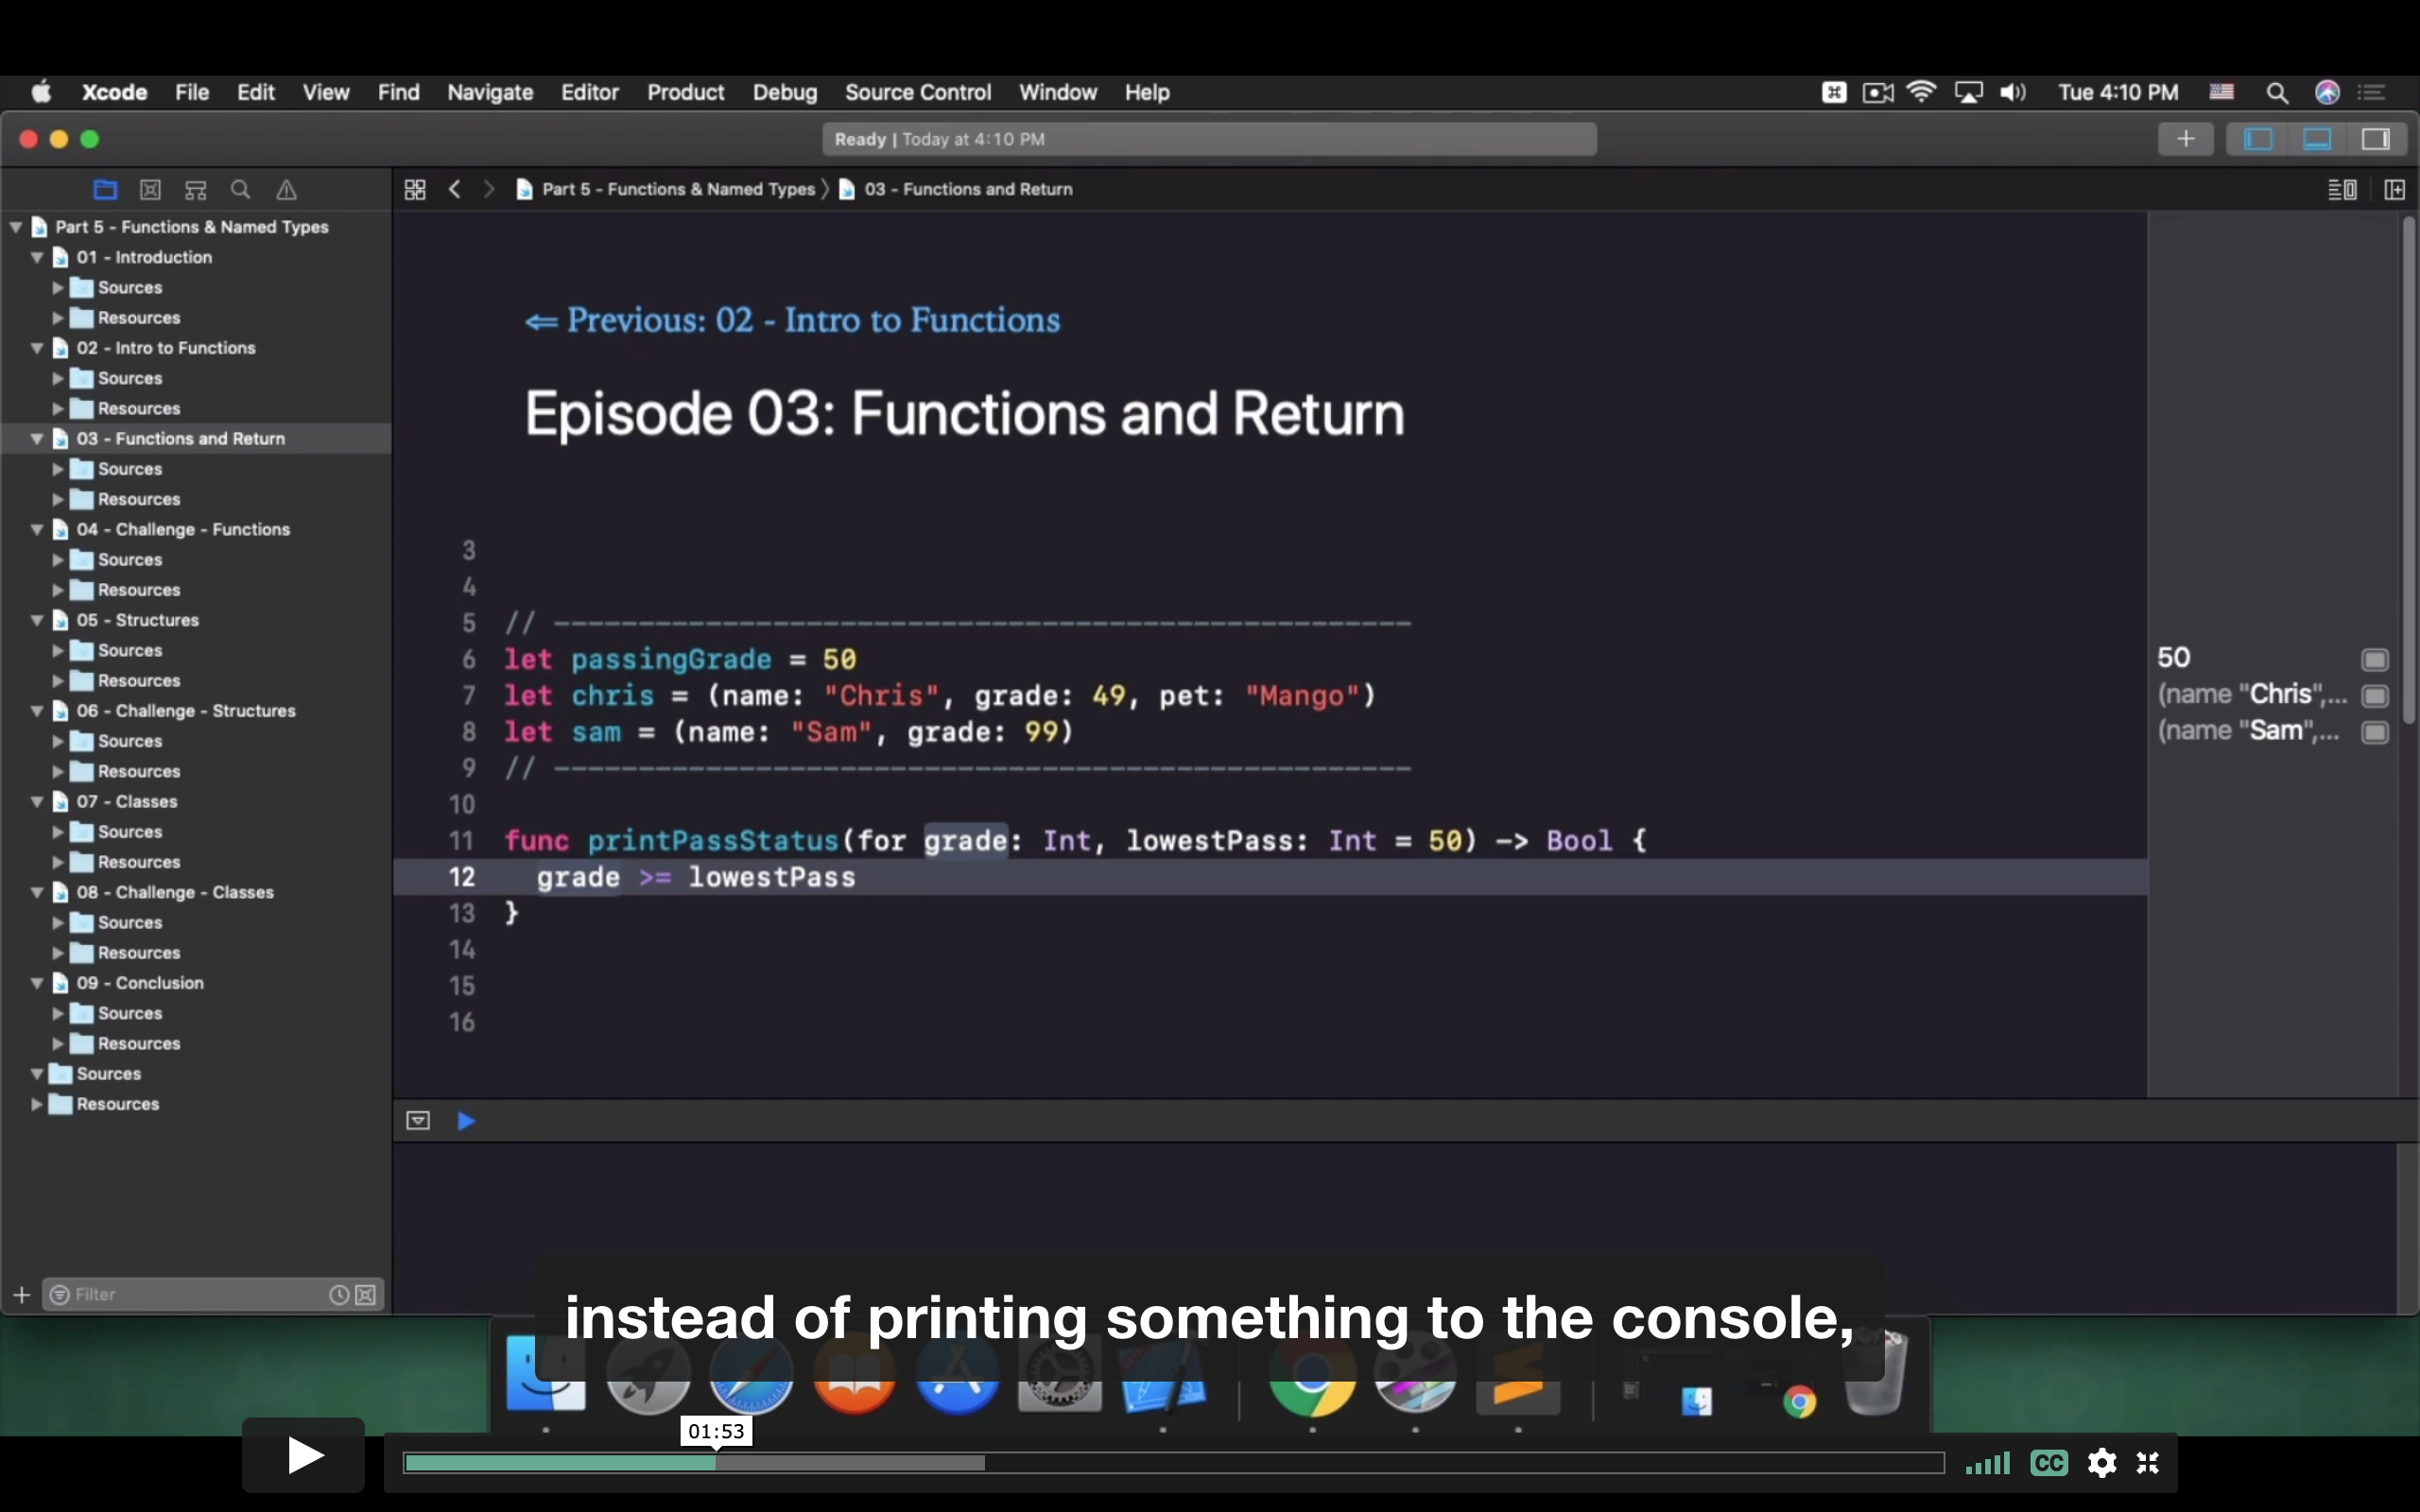 Xcode File Edit View Find Navigate Editor Product Debug Source Control Window Help Tue 4:10 PM
Ready | Today at 4:10 PM
Part 5 - Functions & Named Types 〉 03 - Functions and Return
Part 5 - Functions & Named Types
01 - Introduction
Sources
Resources
02 - Intro to Functions
Sources
Resources
03 - Functions and Return
Sources
Resources
04 - Challenge - Functions
Sources
Resources
05 - Structures
Sources
Resources
06 - Challenge - Structures
Sources
Resources
07 - Classes
Sources
Resources
08 - Challenge - Classes
Sources
Resources
09 - Conclusion
Sources
Resources
Sources
Resources
Filter
⇐ Previous: 02 - Intro to Functions
Episode 03: Functions and Return
3
4
5 // ---------------------------------------------------
6 let passingGrade = 50
7 let chris = (name: "Chris", grade: 49, pet: "Mango")
8 let sam = (name: "Sam", grade: 99)
9 // ---------------------------------------------------
10
11 func printPassStatus(for grade: Int, lowestPass: Int = 50) -> Bool {
12 grade >= lowestPass
13 }
14
15
16
50
(name "Chris",...
(name "Sam",...
instead of printing something to the console,
01:53
CC